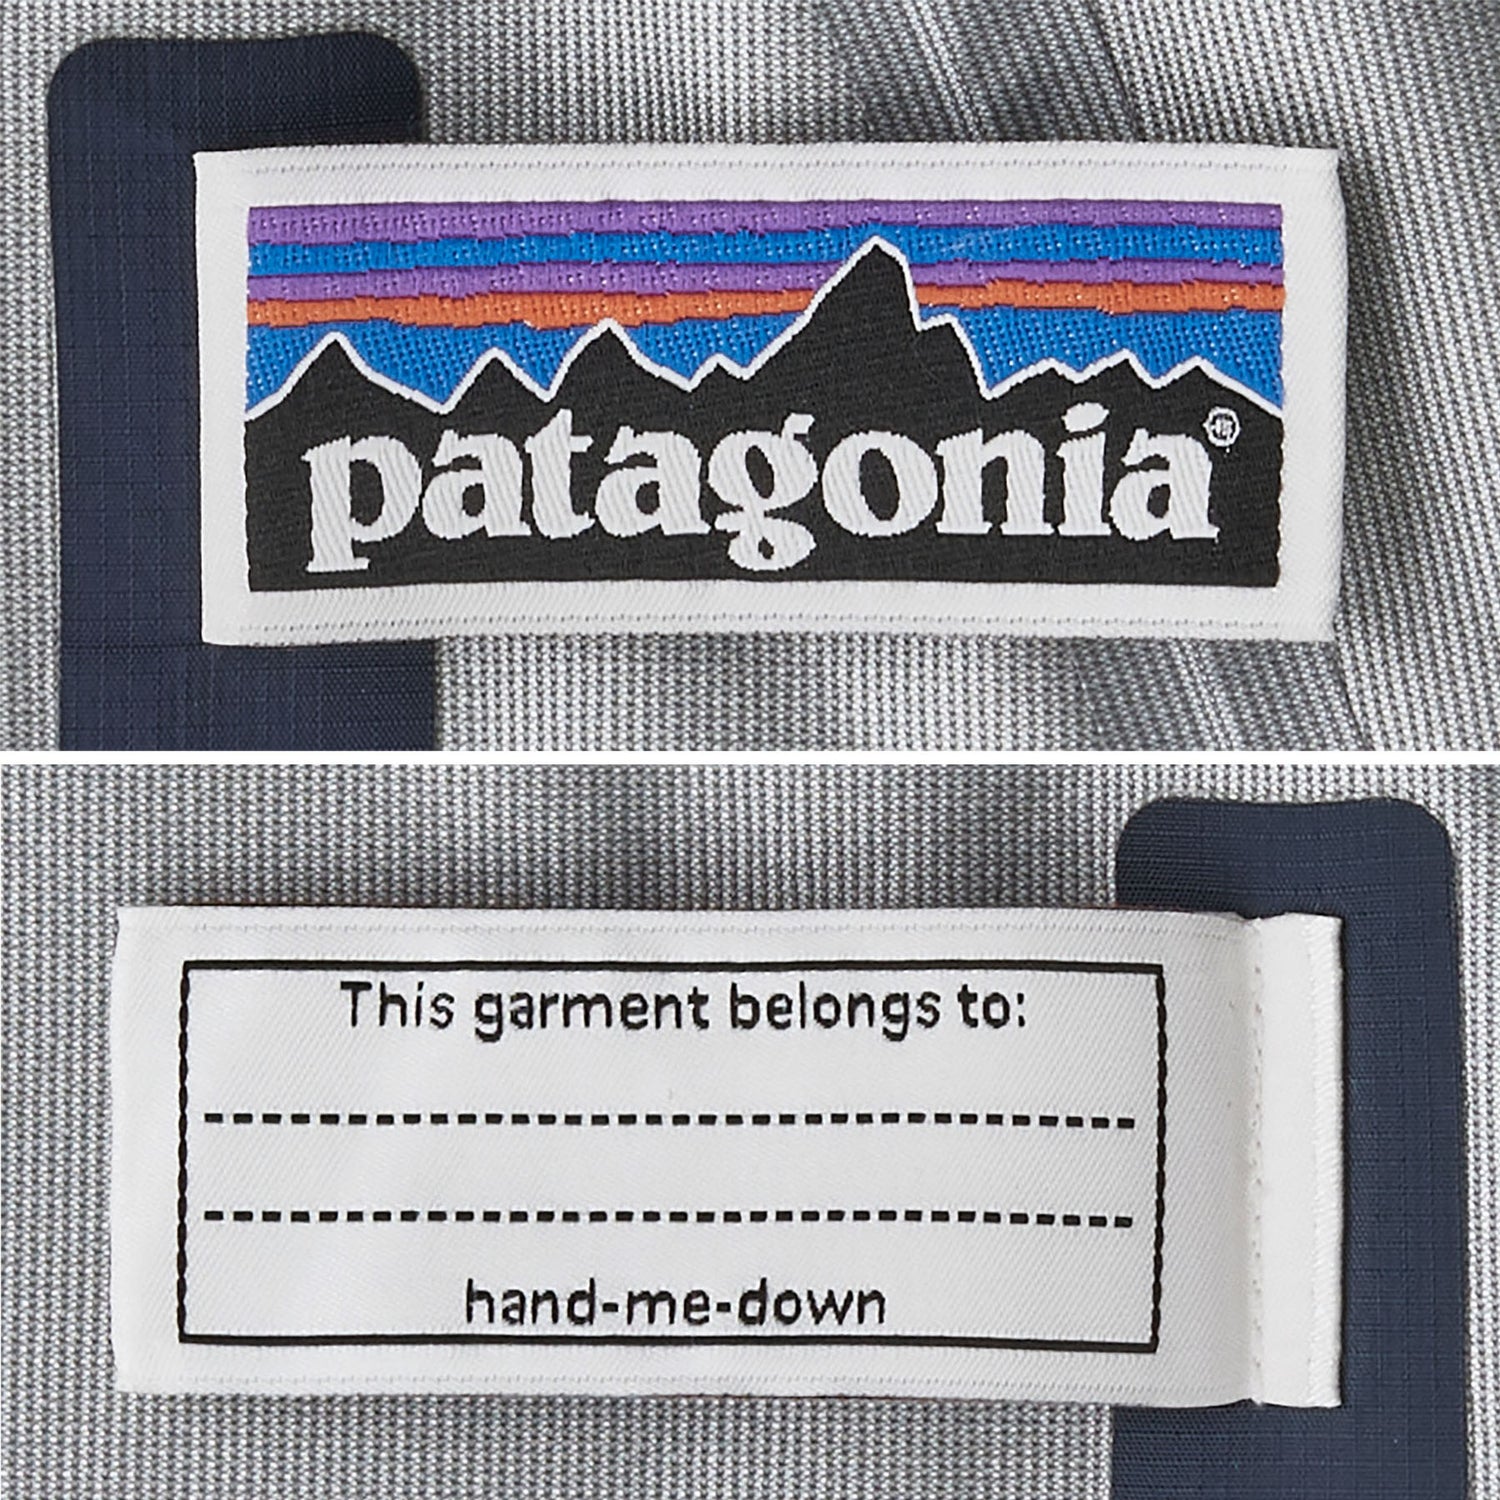 patagonia®
This garment belongs to:
hand-me-down